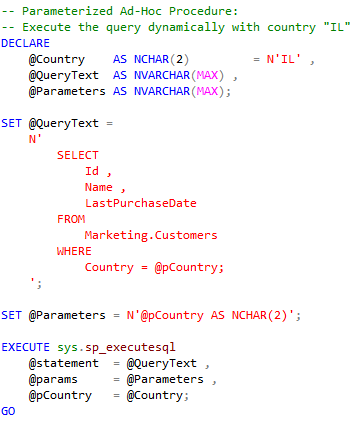 -- Parameterized Ad-Hoc Procedure:
-- Execute the query dynamically with country "IL"
DECLARE
    @Country    AS NCHAR(2)        = N'IL' ,
    @QueryText  AS NVARCHAR(MAX) ,
    @Parameters AS NVARCHAR(MAX);

SET @QueryText =
    N'
        SELECT
            Id ,
            Name ,
            LastPurchaseDate
        FROM
            Marketing.Customers
        WHERE
            Country = @pCountry;
    ';

SET @Parameters = N'@pCountry AS NCHAR(2)';

EXECUTE sys.sp_executesql
    @statement  = @QueryText ,
    @params     = @Parameters ,
    @pCountry   = @Country;
GO